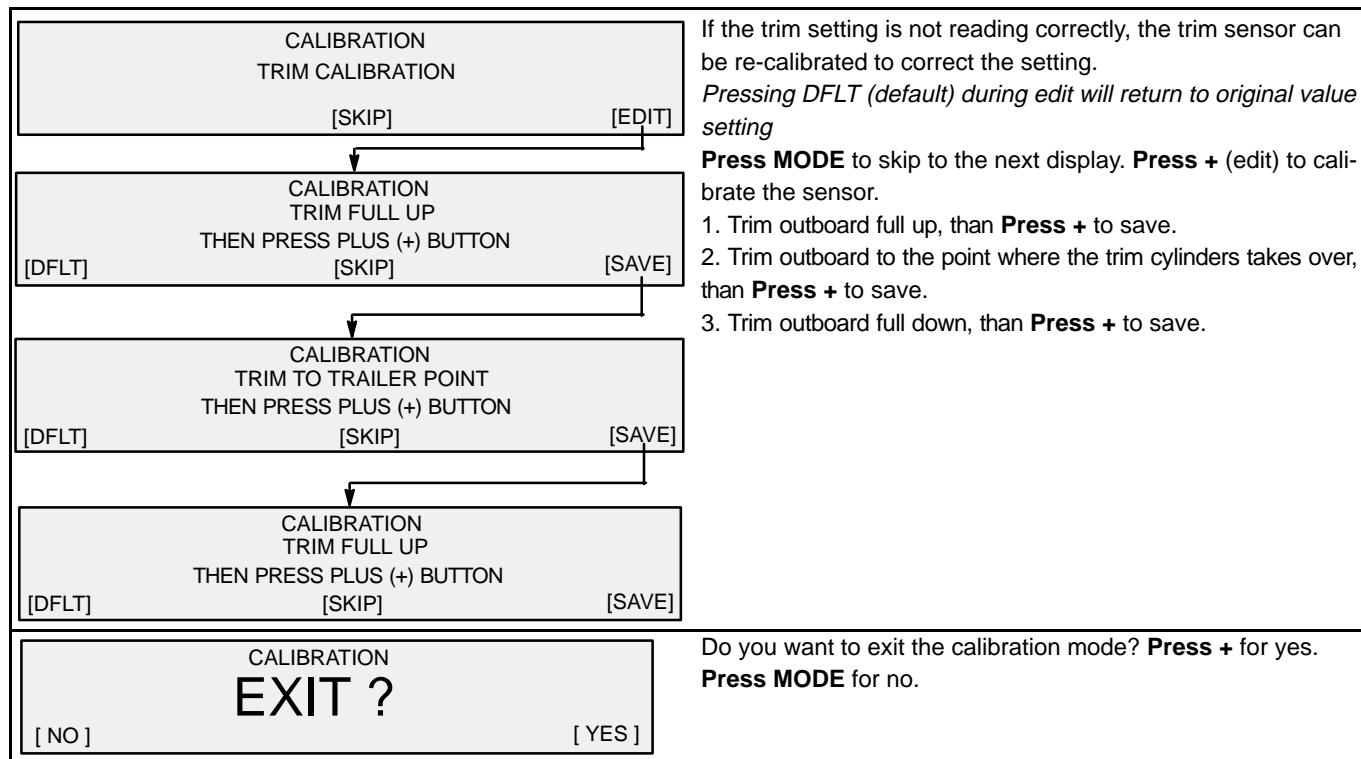 CALIBRATION
TRIM CALIBRATION
[SKIP] [EDIT]
CALIBRATION
TRIM FULL UP
THEN PRESS PLUS (+) BUTTON
[DFLT] [SKIP] [SAVE]
CALIBRATION
TRIM TO TRAILER POINT
THEN PRESS PLUS (+) BUTTON
[DFLT] [SKIP] [SAVE]
CALIBRATION
TRIM FULL UP
THEN PRESS PLUS (+) BUTTON
[DFLT] [SKIP] [SAVE]
If the trim setting is not reading correctly, the trim sensor can
be re-calibrated to correct the setting.
Pressing DFLT (default) during edit will return to original value
setting
Press MODE to skip to the next display. Press + (edit) to cali-
brate the sensor.
1. Trim outboard full up, than Press + to save.
2. Trim outboard to the point where the trim cylinders takes over,
than Press + to save.
3. Trim outboard full down, than Press + to save.
CALIBRATION
EXIT ?
[ NO ] [ YES ]
Do you want to exit the calibration mode? Press + for yes.
Press MODE for no.